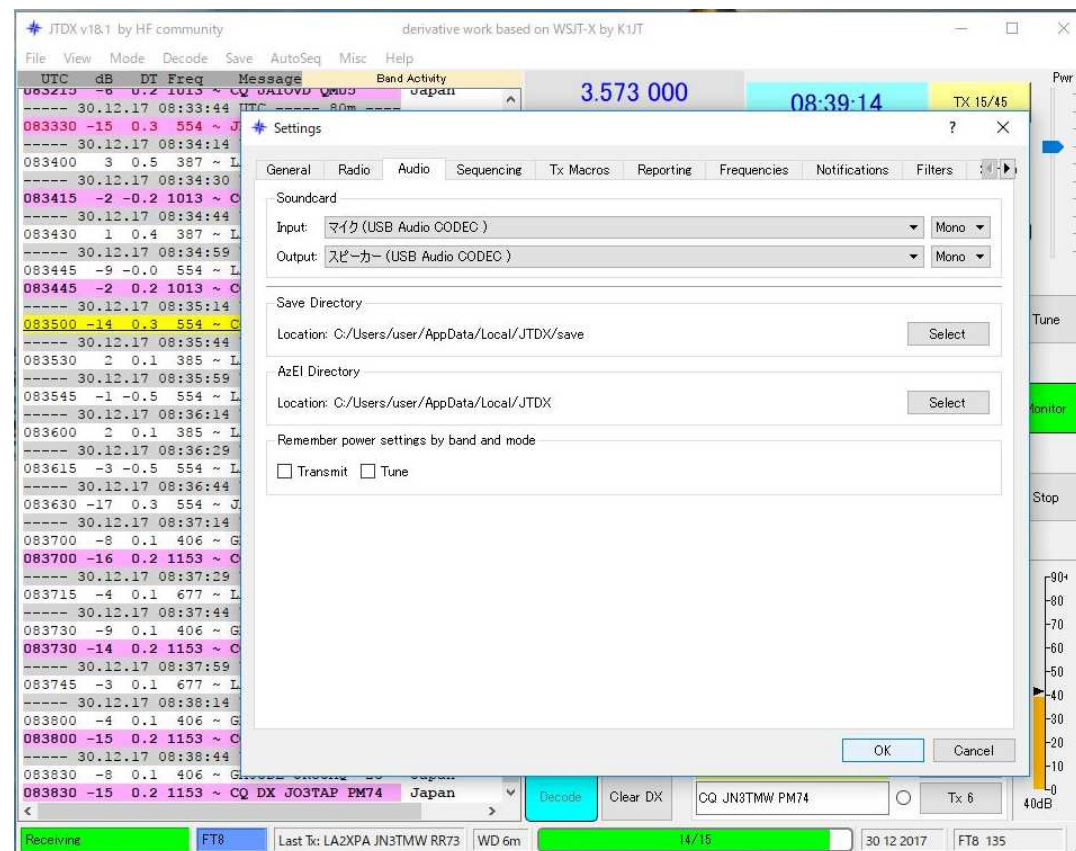 JTDX v18.1 by HF community derivative work based on WSJT-X by K1JT
File View Mode Decode Save AutoSeq Misc Help
UTC dB DT Freq Message Band Activity Pwr
083215 -6 0.2 1013 ~ CQ JA1OVD QM05 Japan
----- 30.12.17 08:33:44 UTC ----- 80m ----
3.573 000 08:39:14 TX 15/45
083330 -15 0.3 554 ~ J
----- 30.12.17 08:34:14
083400 3 0.5 387 ~ L
----- 30.12.17 08:34:30
083415 -2 -0.2 1013 ~ C
----- 30.12.17 08:34:44
083430 1 0.4 387 ~ L
----- 30.12.17 08:34:59
083445 -9 -0.0 554 ~ L
083445 -2 0.2 1013 ~ C
----- 30.12.17 08:35:14
083500 -14 0.3 554 ~ C
----- 30.12.17 08:35:44
083530 2 0.1 385 ~ L
----- 30.12.17 08:35:59
083545 -1 -0.5 554 ~ L
----- 30.12.17 08:36:14
083600 2 0.1 385 ~ L
----- 30.12.17 08:36:29
083615 -3 -0.5 554 ~ L
----- 30.12.17 08:36:44
083630 -17 0.3 554 ~ J
----- 30.12.17 08:37:14
083700 -8 0.1 406 ~ G
083700 -16 0.2 1153 ~ C
----- 30.12.17 08:37:29
083715 -4 0.1 677 ~ L
----- 30.12.17 08:37:44
083730 -9 0.1 406 ~ G
083730 -14 0.2 1153 ~ C
----- 30.12.17 08:37:59
083745 -3 0.1 677 ~ L
----- 30.12.17 08:38:14
083800 -4 0.1 406 ~ G
083800 -15 0.2 1153 ~ C
----- 30.12.17 08:38:44
083830 -8 0.1 406 ~ Japan
083830 -15 0.2 1153 ~ CQ DX JO3TAP PM74 Japan
Settings ?
General Radio Audio Sequencing Tx Macros Reporting Frequencies Notifications Filters
Soundcard
Input: マイク (USB Audio CODEC ) Mono
Output: スピーカー (USB Audio CODEC ) Mono
Save Directory
Location: C:/Users/user/AppData/Local/JTDX/save Select
AzEl Directory
Location: C:/Users/user/AppData/Local/JTDX Select
Remember power settings by band and mode
Transmit Tune
OK Cancel
Tune
Monitor
Stop
90+
80
70
60
50
40
30
20
10
0
40dB
Decode Clear DX CQ JN3TMW PM74 Tx 6
Receiving FT8 Last Tx: LA2XPA JN3TMW RR73 WD 6m 14/15 30 12 2017 FT8 135